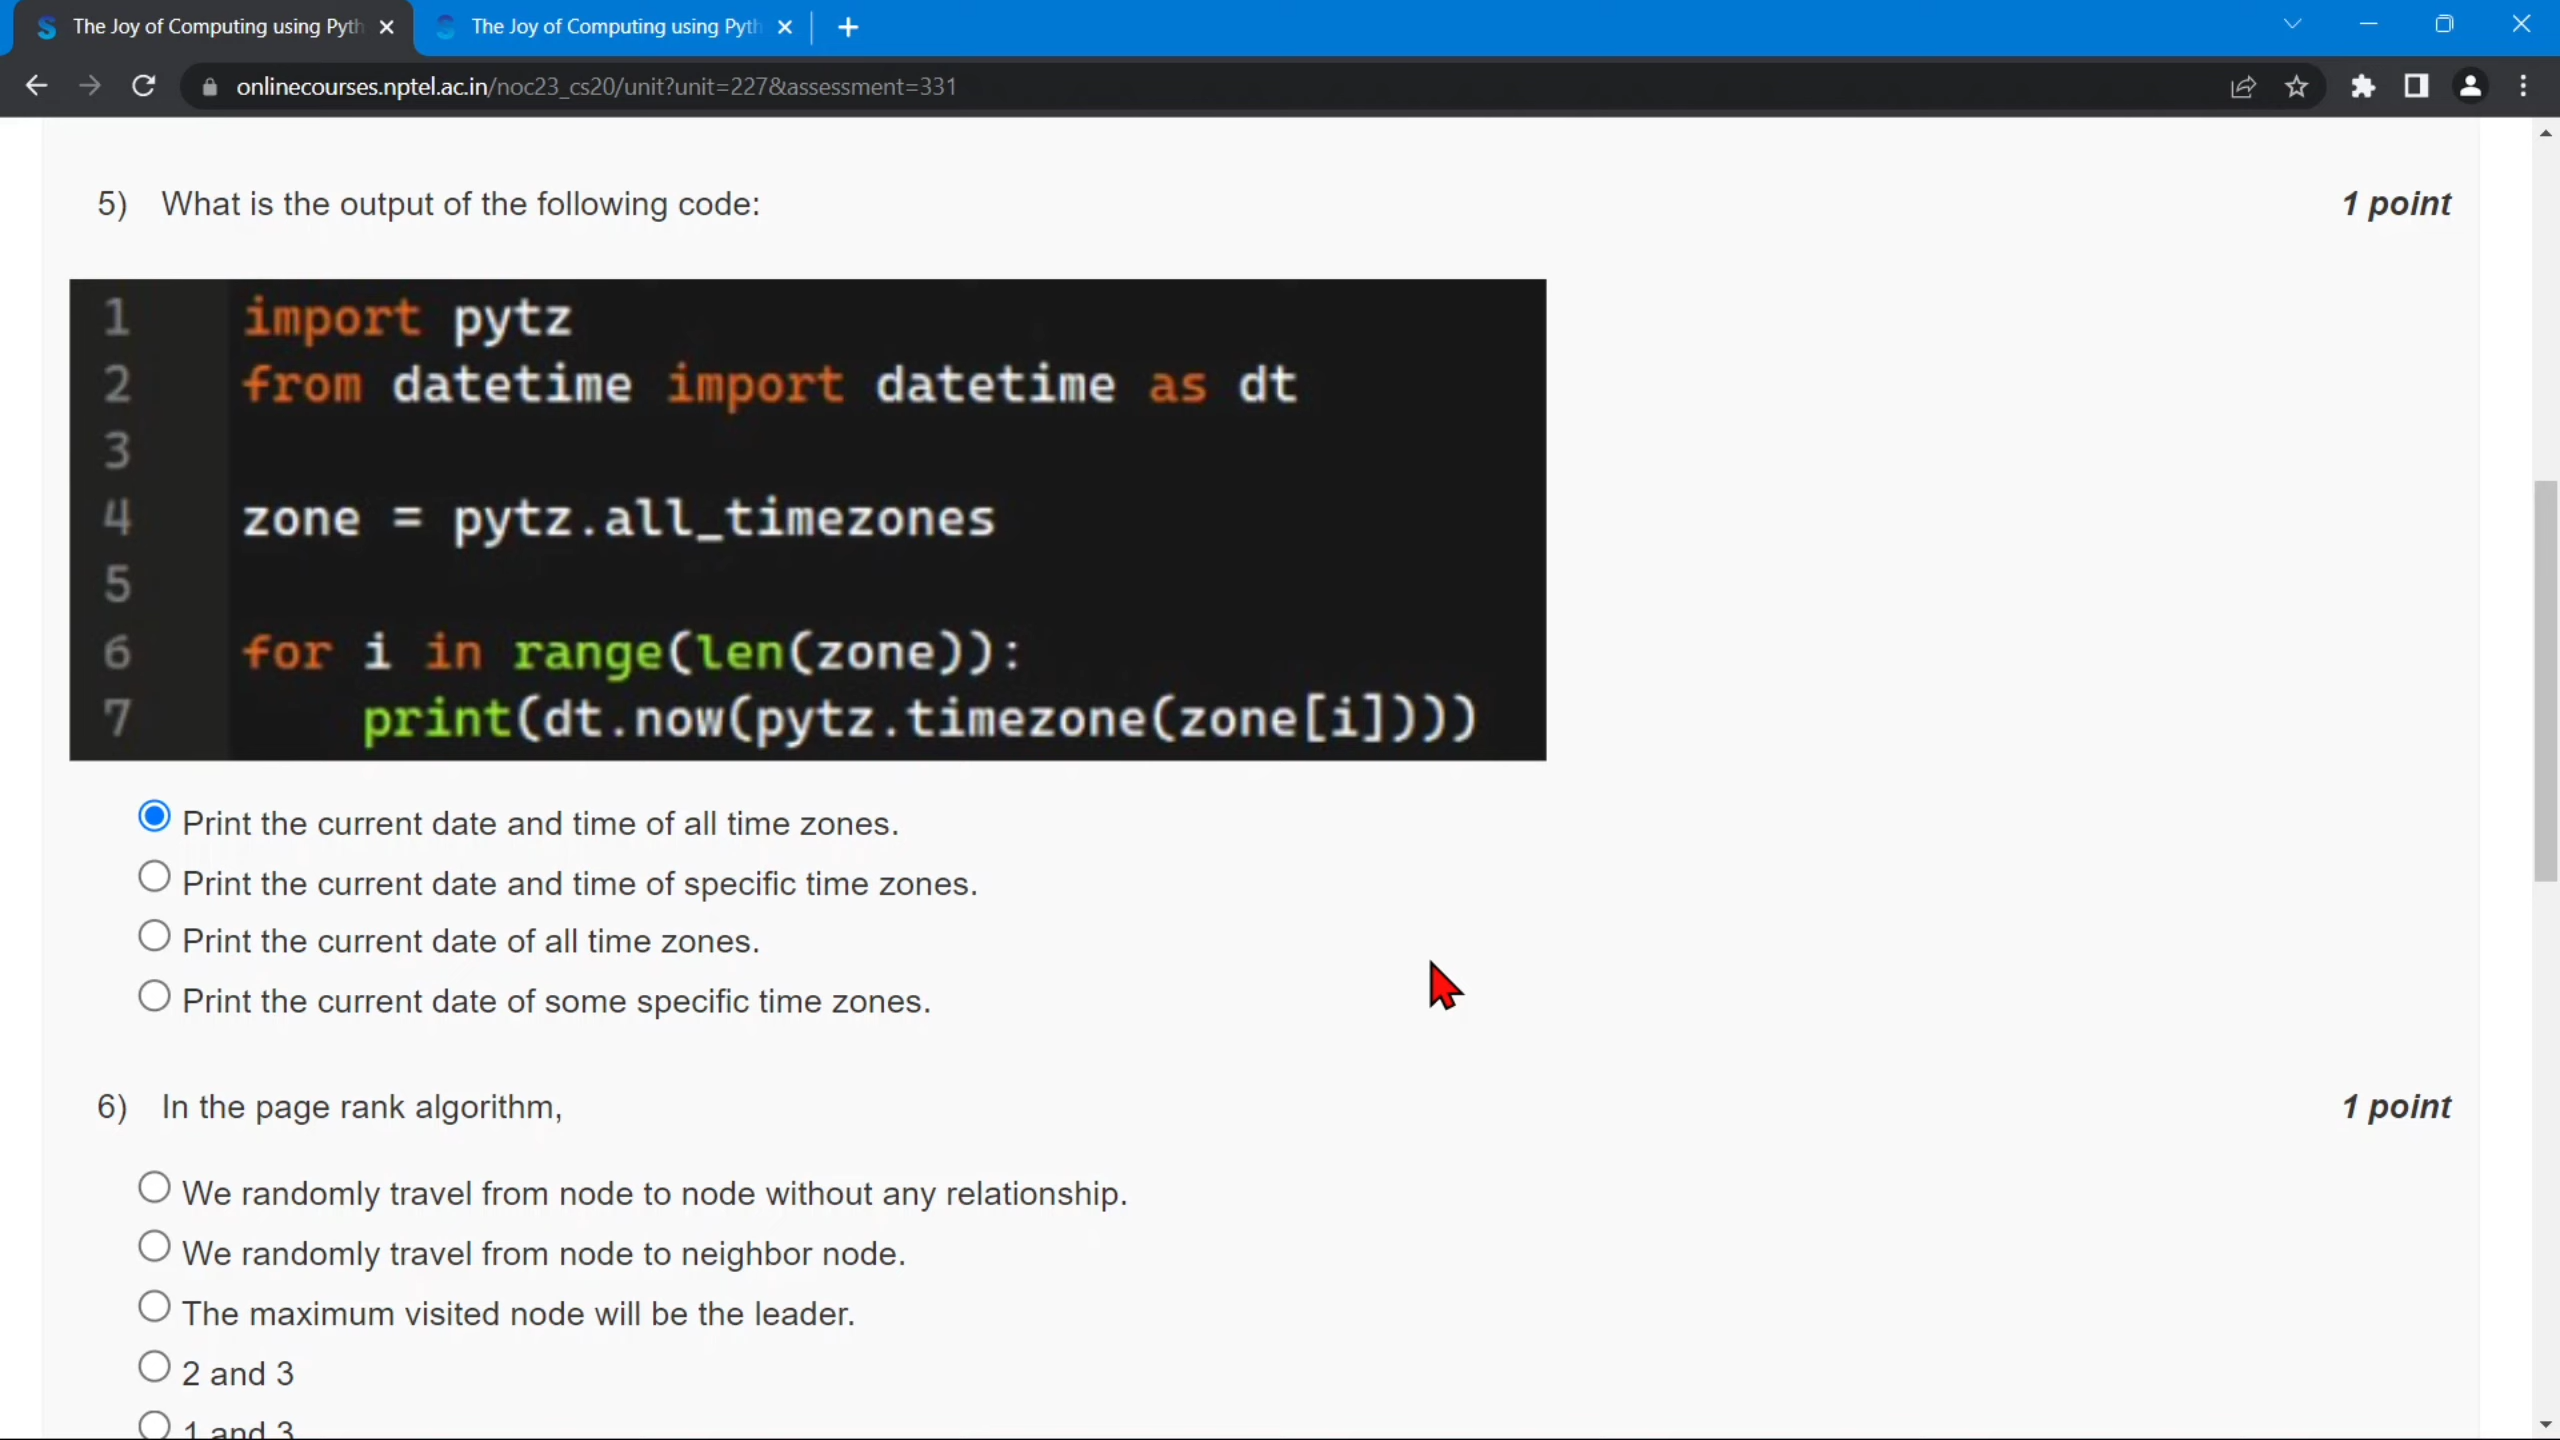 The Joy of Computing using Pyth
The Joy of Computing using Pyth
onlinecourses.nptel.ac.in/noc23_cs20/unit?unit=227&assessment=331
5) What is the output of the following code: 1 point
1 import pytz
2 from datetime import datetime as dt
3
4 zone = pytz.all_timezones
5
6 for i in range(len(zone)):
7 print(dt.now(pytz.timezone(zone[i])))
Print the current date and time of all time zones.
Print the current date and time of specific time zones.
Print the current date of all time zones.
Print the current date of some specific time zones.
6) In the page rank algorithm, 1 point
We randomly travel from node to node without any relationship.
We randomly travel from node to neighbor node.
The maximum visited node will be the leader.
2 and 3
1 and 3